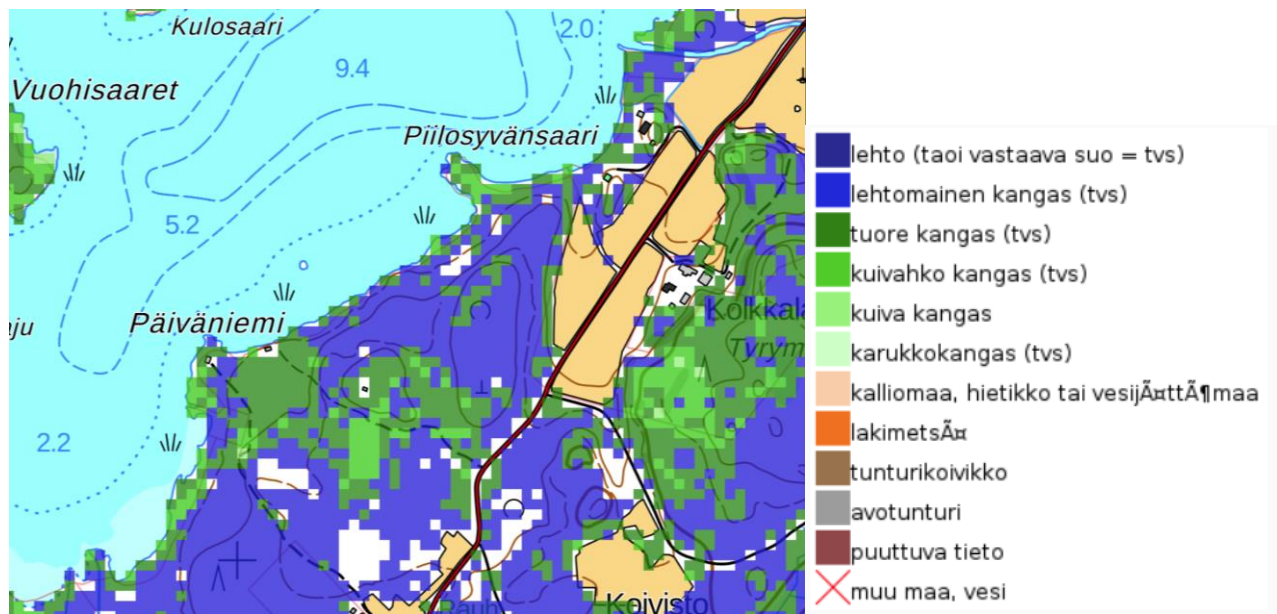 Kulosaari
2.0
9.4
Vuohisaaret
Piilosyvänsaari
5.2
Kolkkala
Päiväniemi
Tyrym
2.2
Koivisto
lehto (taoi vastaava suo = tvs)
lehtomainen kangas (tvs)
tuore kangas (tvs)
kuivahko kangas (tvs)
kuiva kangas
karukkokangas (tvs)
kalliomaa, hietikko tai vesijÃ¤ttÃ¶maa
lakimetsÃ¤
tunturikoivikko
avotunturi
puuttuva tieto
muu maa, vesi